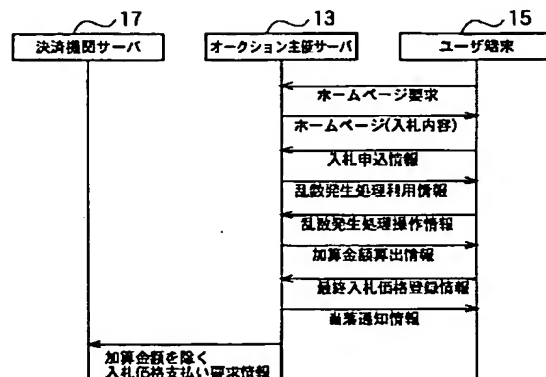 17
13
15
決済機関サーバ
オークション主催サーバ
ユーザ端末
ホームページ要求
ホームページ(入札内容)
入札申込情報
乱数発生処理利用情報
乱数発生処理操作情報
加算金額算出情報
最終入札価格登録情報
当落通知情報
加算金額を除く
入札価格支払い要求情報